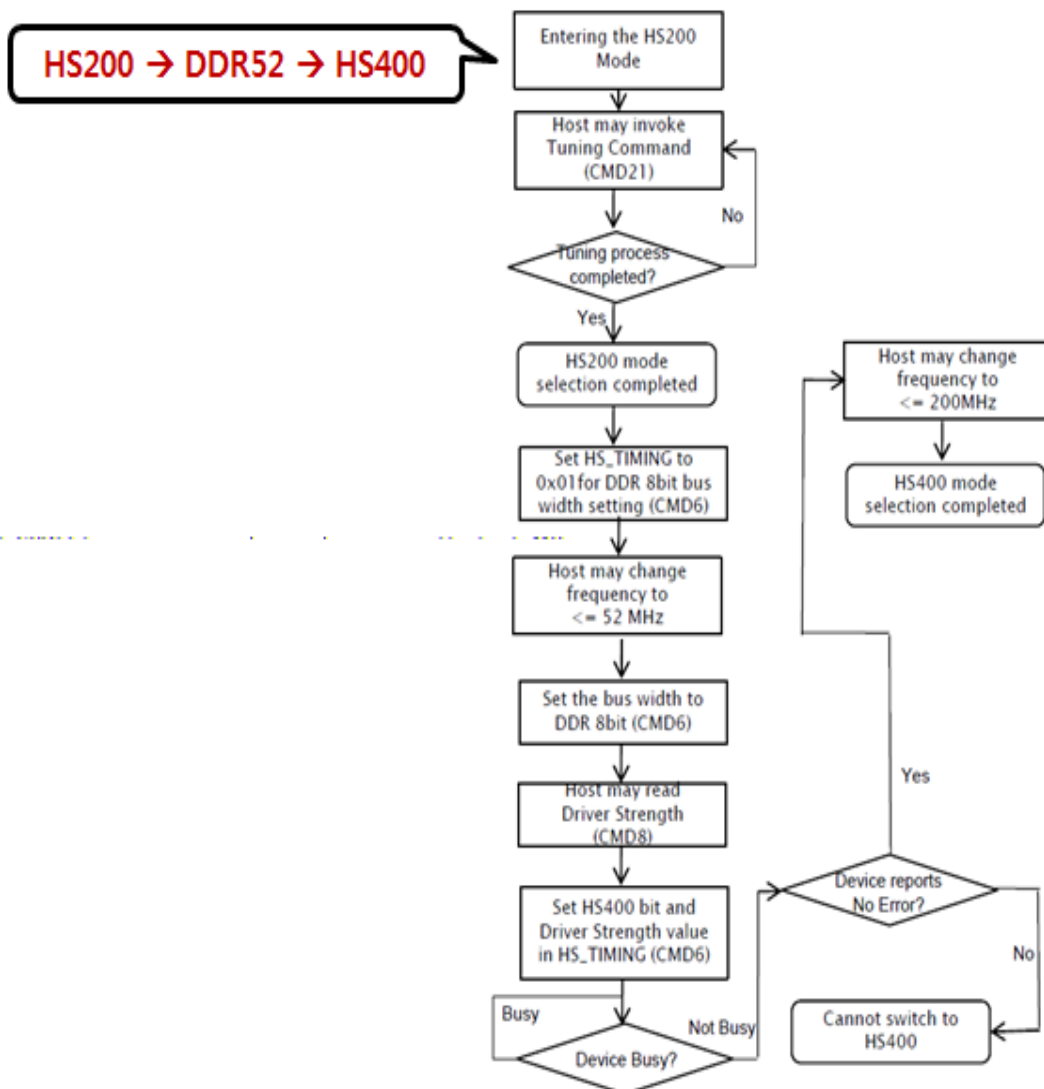 HS200 → DDR52 → HS400
Entering the HS200
Mode
Host may invoke
Tuning Command
(CMD21)
No
Tuning process
completed?
Yes
HS200 mode
selection completed
Set HS_TIMING to
0x01for DDR 8bit bus
width setting (CMD6)
Host may change
frequency to
<= 52 MHz
Set the bus width to
DDR 8bit (CMD6)
Host may read
Driver Strength
(CMD8)
Set HS400 bit and
Driver Strength value
in HS_TIMING (CMD6)
Busy
Device Busy?
Not Busy
Device reports
No Error?
No
Cannot switch to
HS400
Yes
Host may change
frequency to
<= 200MHz
HS400 mode
selection completed